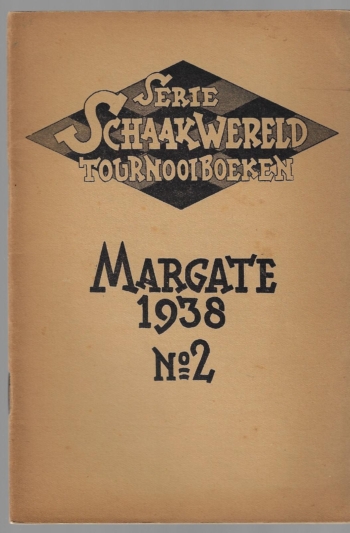 SERIE
SCHAAKWERELD
TOURNOOIBOEKEN
MARGATE
1938
No2